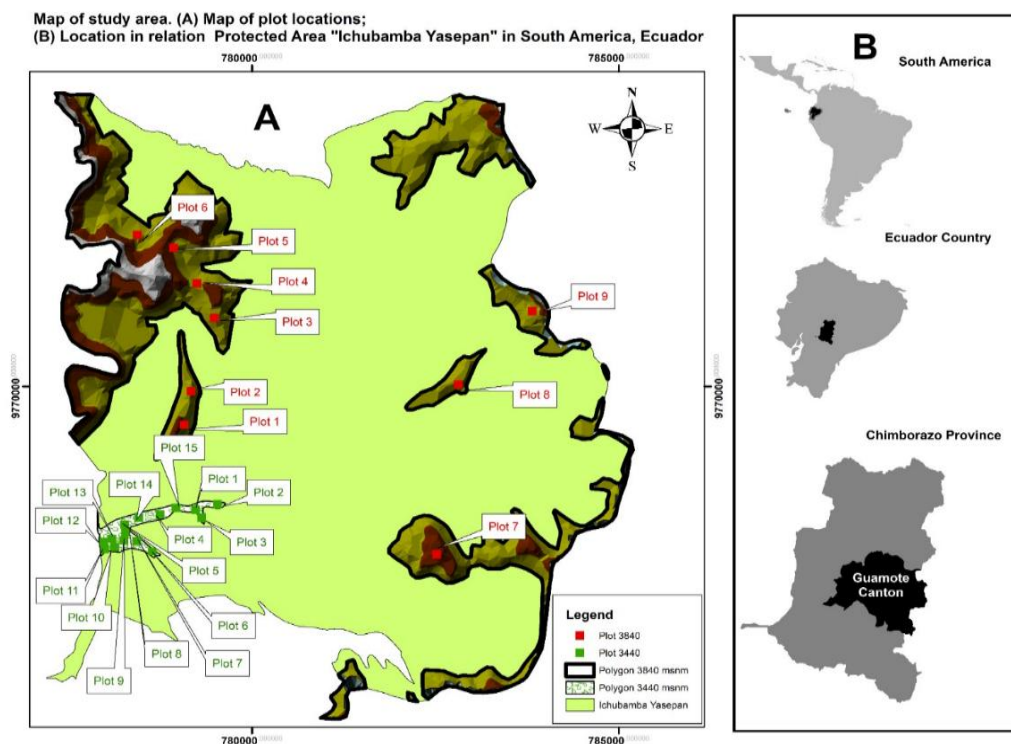 Map of study area. (A) Map of plot locations;
(B) Location in relation Protected Area "Ichubamba Yasepan" in South America, Ecuador
780000
785000
A
N
W E
S
Plot 6
Plot 5
Plot 4
Plot 3
Plot 9
9770000
9770000
Plot 2
Plot 8
Plot 1
Plot 15
Plot 14
Plot 1
Plot 13
Plot 2
Plot 12
Plot 4
Plot 3
Plot 7
Plot 5
Plot 11
Plot 10
Plot 6
Plot 8
Plot 7
Plot 9
Legend
Plot 3840
Plot 3440
Polygon 3840 msnm
Polygon 3440 msnm
Ichubamba Yasepan
780000
785000
B
South America
Ecuador Country
Chimborazo Province
Guamote
Canton